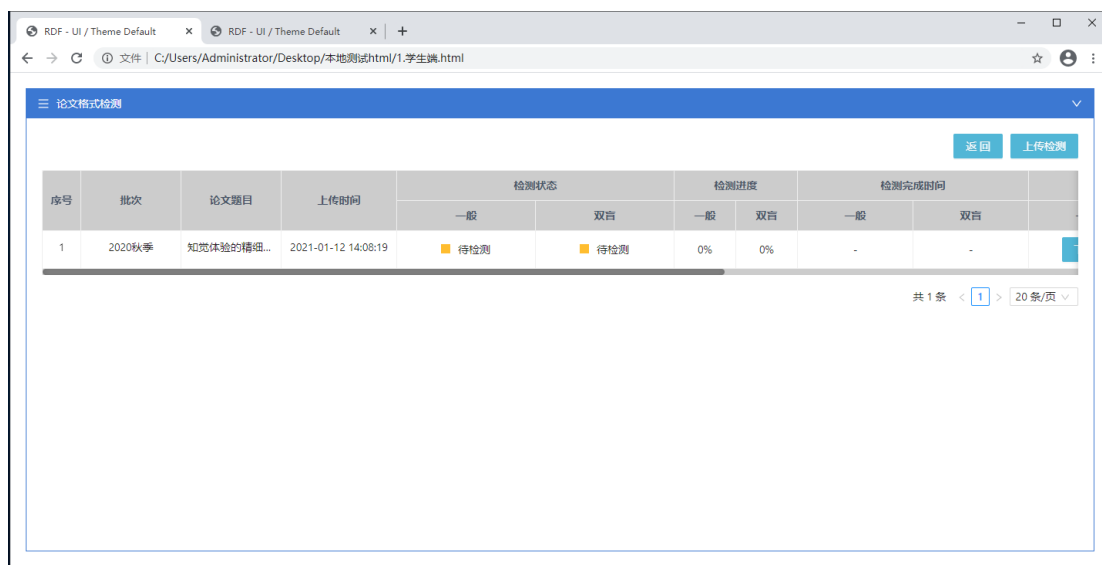 RDF - UI / Theme Default RDF - UI / Theme Default
文件 C:/Users/Administrator/Desktop/本地测试html/1.学生端.html
论文格式检测
返回 上传检测
序号 批次 论文题目 上传时间 检测状态 检测进度 检测完成时间
一般 双盲 一般 双盲 一般 双盲
1 2020秋季 知觉体验的精细... 2021-01-12 14:08:19 待检测 待检测 0% 0% - -
共 1 条 < 1 > 20 条/页